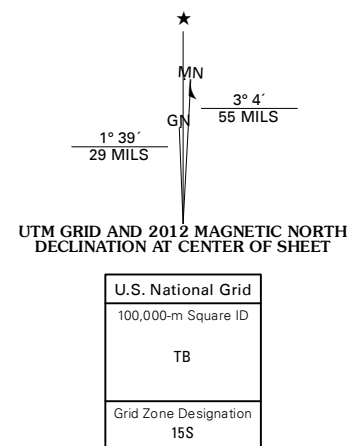 ★
MN
3° 4´
55 MILS
GN
1° 39´
29 MILS
UTM GRID AND 2012 MAGNETIC NORTH
DECLINATION AT CENTER OF SHEET
U.S. National Grid
100,000-m Square ID
TB
Grid Zone Designation
15S